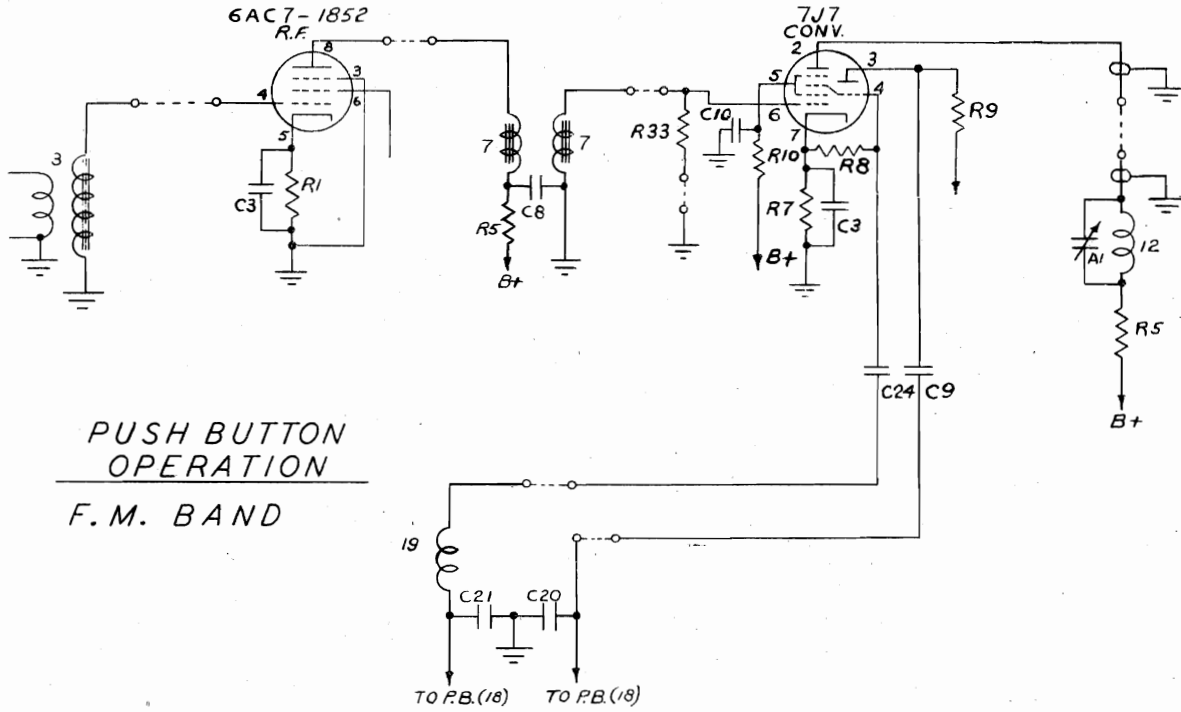 6AC7-1852
R.F.
7J7
CONV.
8
3
4
6
5
3
C3
R1
7
7
C8
R5
B+
R33
C10
2
3
5
4
6
7
R10
R8
R7
C3
B+
R9
A1
12
R5
B+
C24
C9
PUSH BUTTON
OPERATION
F.M. BAND
19
C21
C20
TO P.B.(18)
TO P.B.(18)